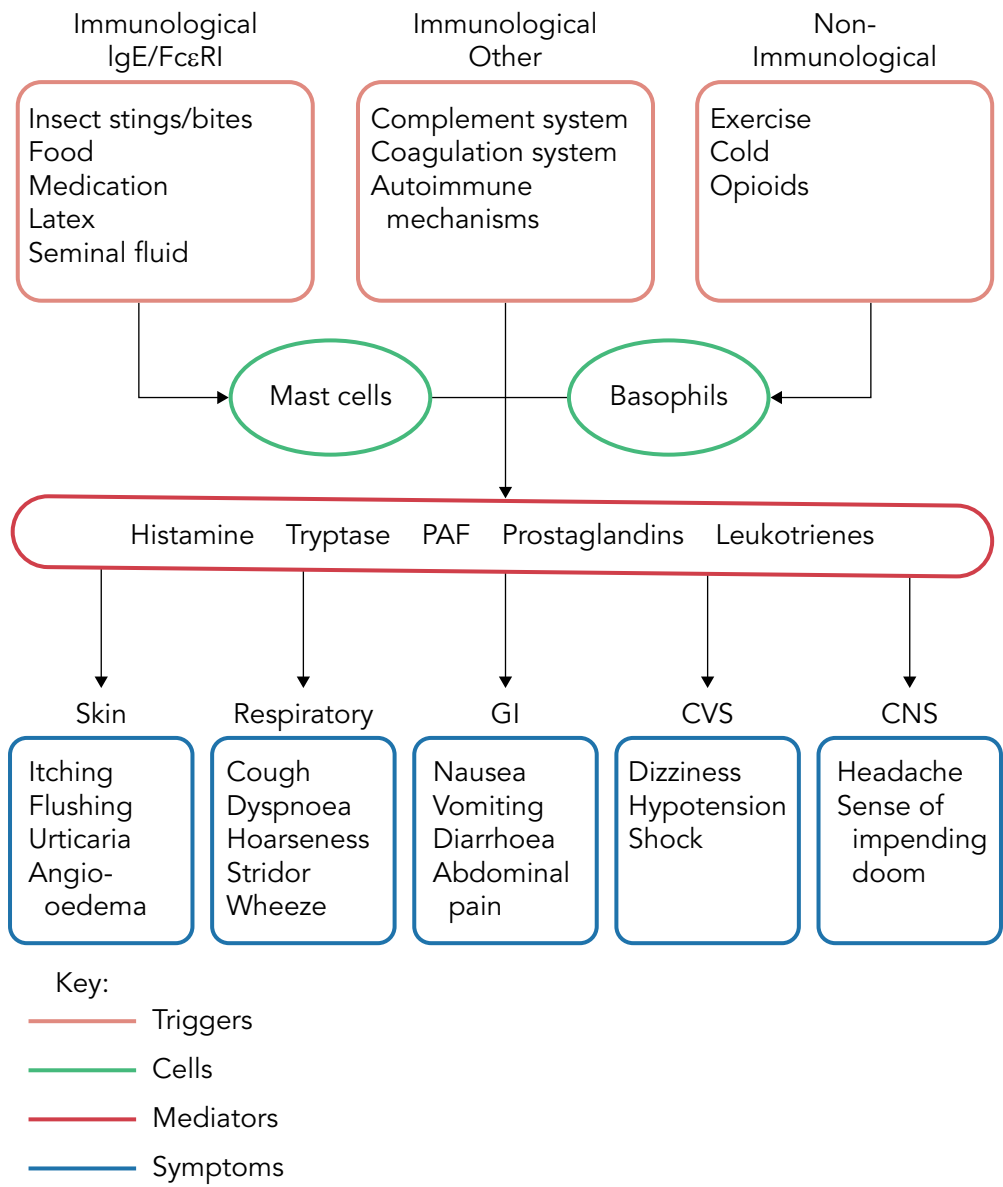 Immunological
IgE/FcεRI
Insect stings/bites
Food
Medication
Latex
Seminal fluid
Immunological
Other
Complement system
Coagulation system
Autoimmune
mechanisms
Non-
Immunological
Exercise
Cold
Opioids
Mast cells
Basophils
Histamine Tryptase PAF Prostaglandins Leukotrienes
Skin
Itching
Flushing
Urticaria
Angio-
oedema
Respiratory
Cough
Dyspnoea
Hoarseness
Stridor
Wheeze
GI
Nausea
Vomiting
Diarrhoea
Abdominal
pain
CVS
Dizziness
Hypotension
Shock
CNS
Headache
Sense of
impending
doom
Key:
Triggers
Cells
Mediators
Symptoms